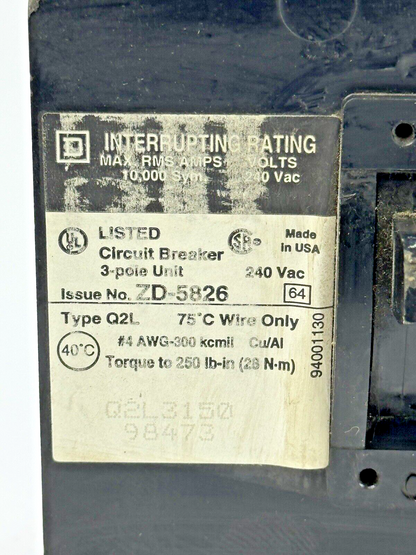 D
INTERRUPTING RATING
MAX. RMS AMPS VOLTS
10,000 Sym. 240 Vac
UL LISTED SA Made
Circuit Breaker in USA
3-pole Unit 240 Vac
Issue No. ZD-5826 64
Type Q2L 75°C Wire Only
40°C #4 AWG-300 kcmil Cu/Al
Torque to 250 lb-in (28 N·m)
94001130
Q2L3150
98473